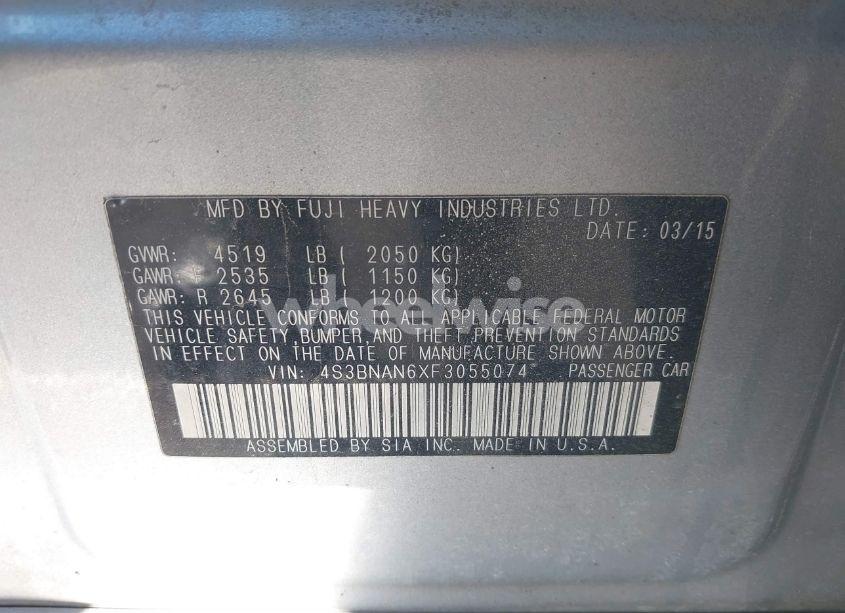 MFD BY FUJI HEAVY INDUSTRIES LTD.
DATE: 03/15
GVWR: 4519 LB ( 2050 KG)
GAWR: F 2535 LB ( 1150 KG)
GAWR: R 2645 LB ( 1200 KG)
wheelwise
THIS VEHICLE CONFORMS TO ALL APPLICABLE FEDERAL MOTOR
VEHICLE SAFETY,BUMPER,AND THEFT PREVENTION STANDARDS
IN EFFECT ON THE DATE OF MANUFACTURE SHOWN ABOVE.
VIN: *4S3BNAN6XF3055074* PASSENGER CAR
ASSEMBLED BY SIA INC. MADE IN U.S.A.